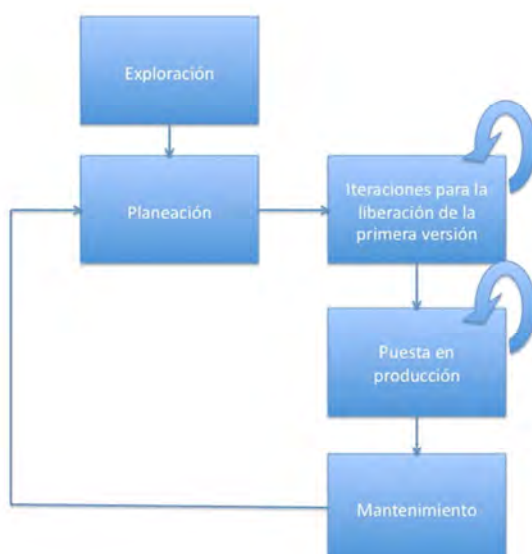 Exploración
Planeación
Iteraciones para la
liberación de la
primera versión
Puesta en
producción
Mantenimiento